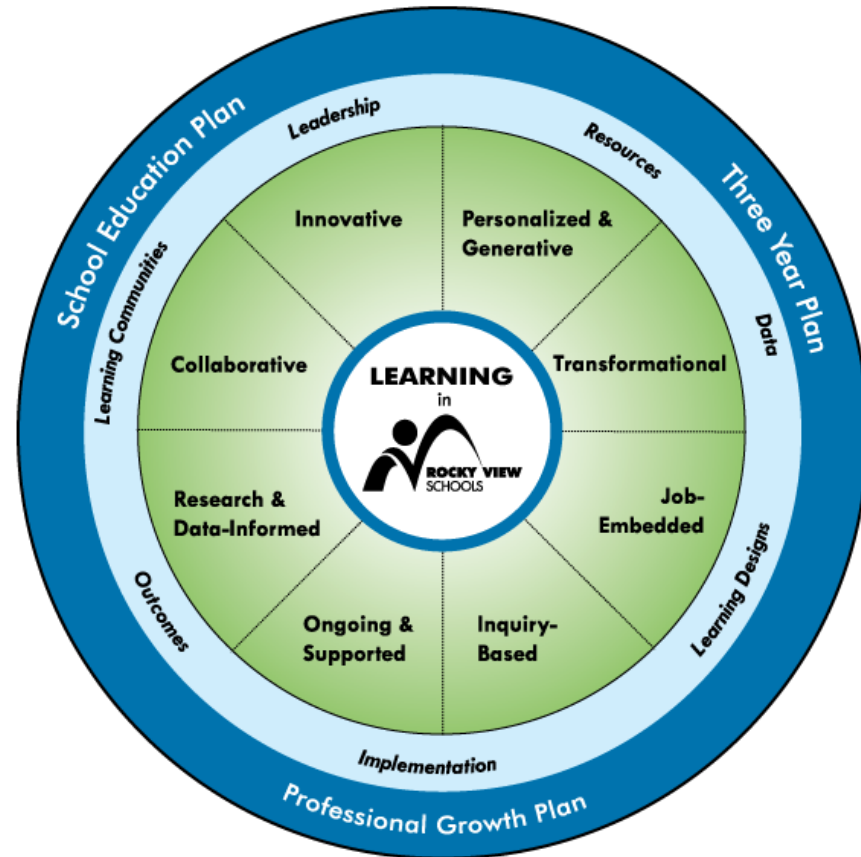 School Education Plan
Three Year Plan
Professional Growth Plan
Leadership
Resources
Data
Learning Designs
Implementation
Outcomes
Learning Communities
Innovative
Personalized &
Generative
Transformational
Job-
Embedded
Inquiry-
Based
Ongoing &
Supported
Research &
Data-Informed
Collaborative
LEARNING
in
ROCKY VIEW
SCHOOLS